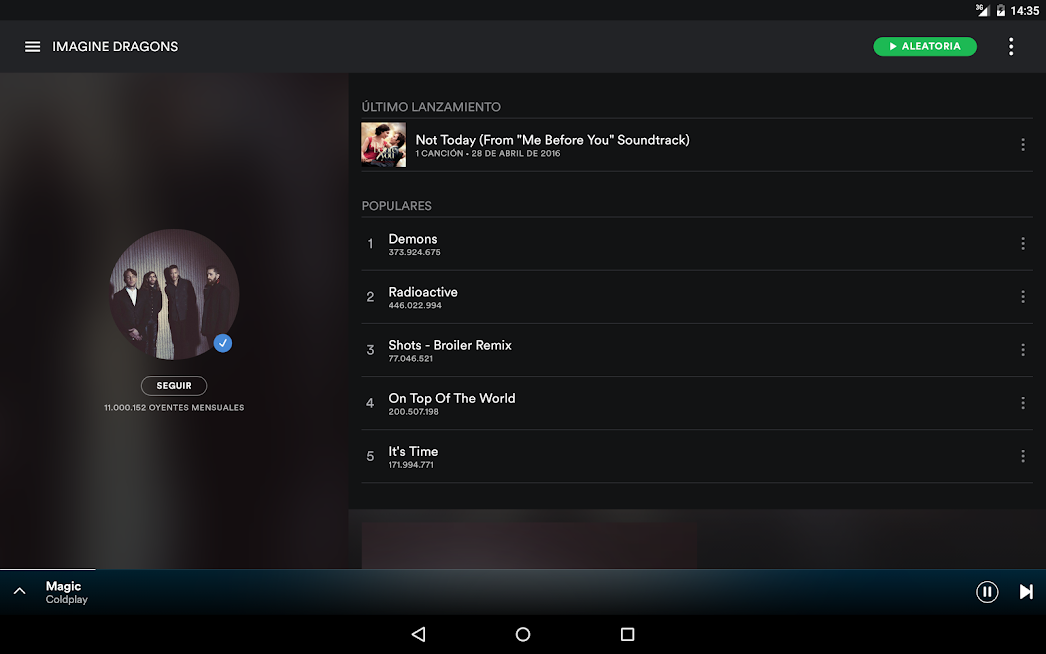 3G 14:35
IMAGINE DRAGONS
ALEATORIA
ÚLTIMO LANZAMIENTO
Not Today (From "Me Before You" Soundtrack)
1 CANCIÓN • 28 DE ABRIL DE 2016
POPULARES
1 Demons
373.924.675
2 Radioactive
446.022.994
3 Shots - Broiler Remix
77.046.521
4 On Top Of The World
200.507.198
5 It's Time
171.994.771
SEGUIR
11.000.152 OYENTES MENSUALES
Magic
Coldplay